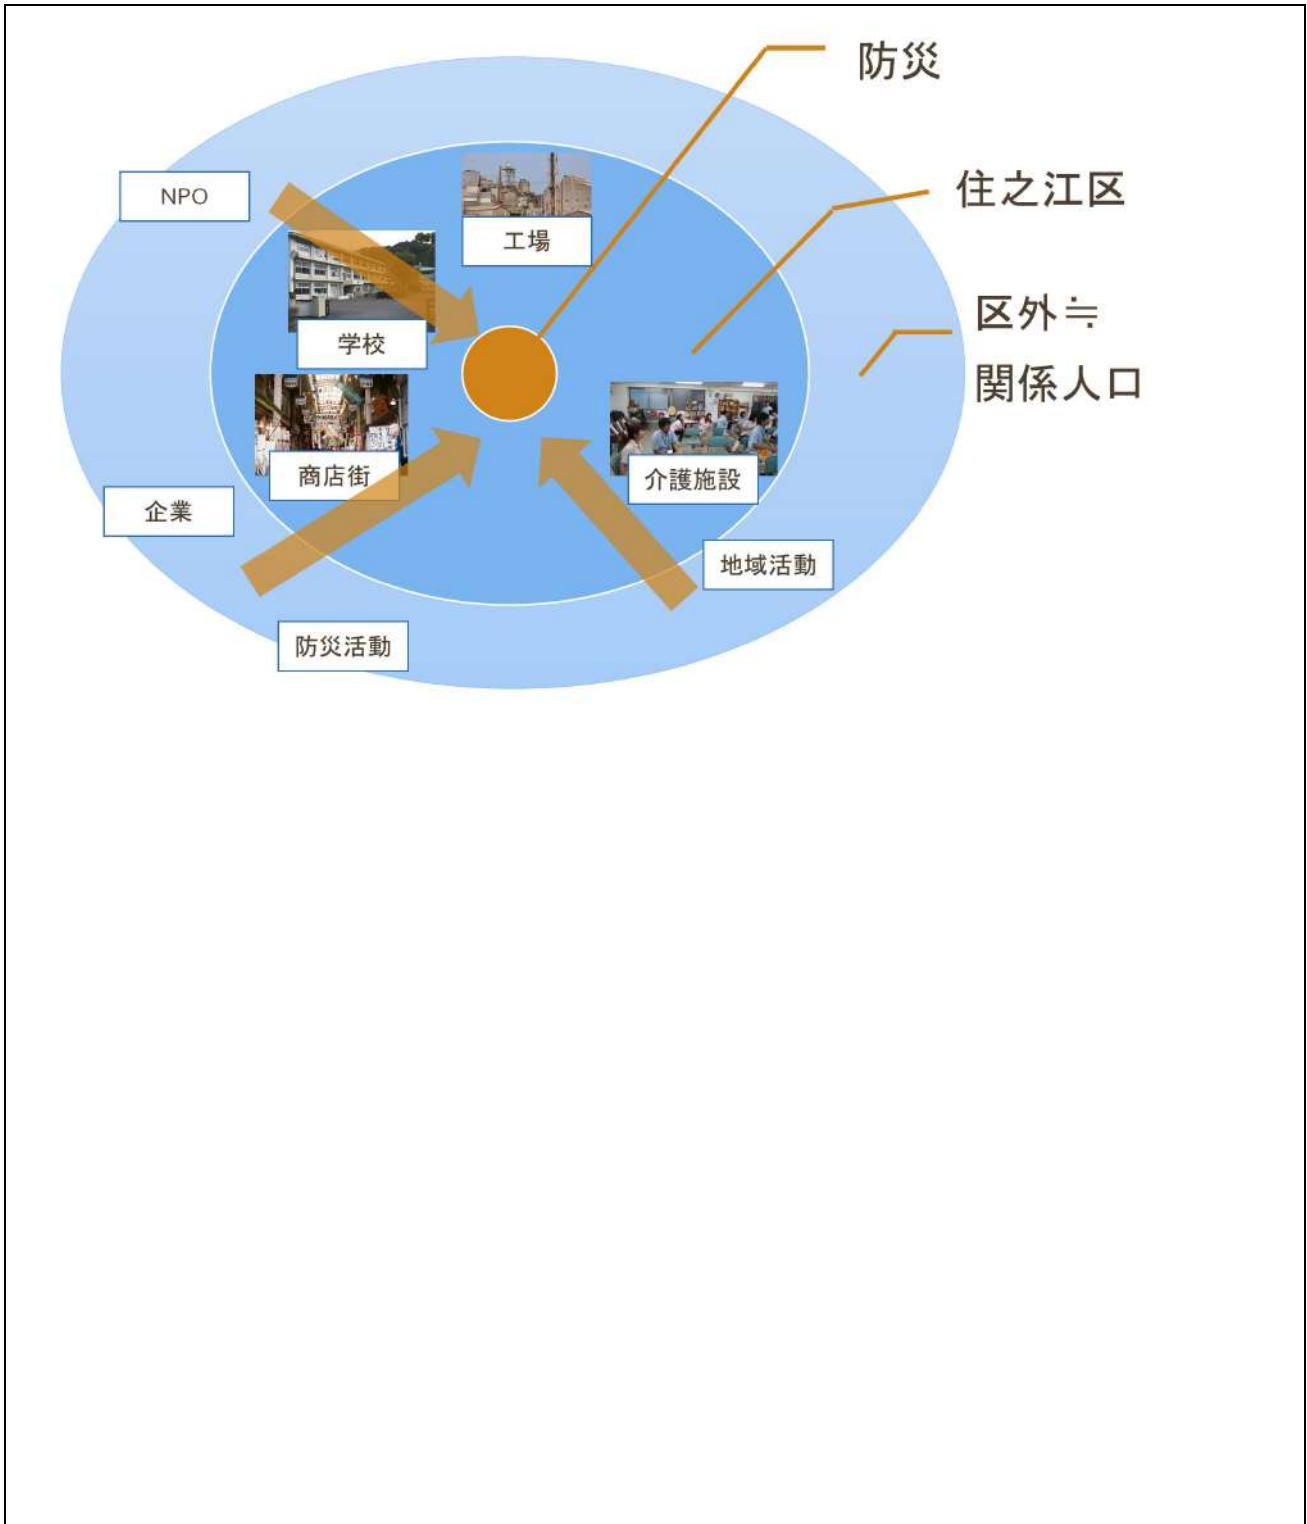 防災
住之江区
NPO
工場
区外≒
関係人口
学校
商店街
介護施設
企業
地域活動
防災活動